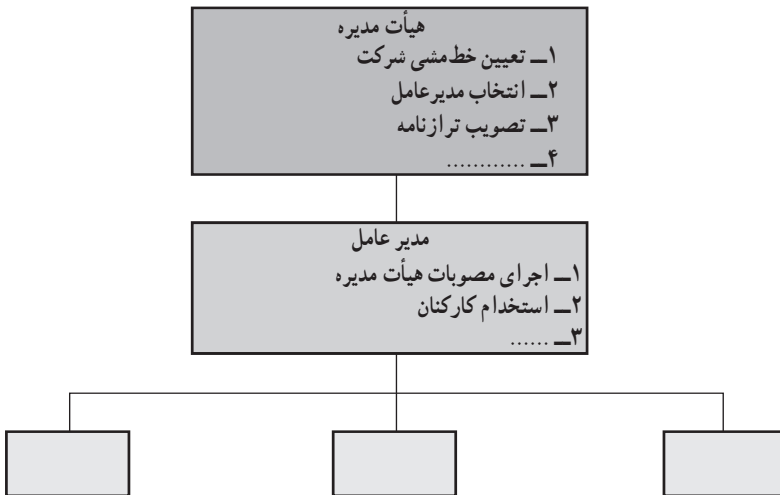 هیأت مدیره
۱ــ تعیین خط‌مشی شرکت
۲ــ انتخاب مدیرعامل
۳ــ تصویب ترازنامه
۴ــ ............
مدیر عامل
۱ــ اجرای مصوبات هیأت مدیره
۲ــ استخدام کارکنان
۳ــ ......